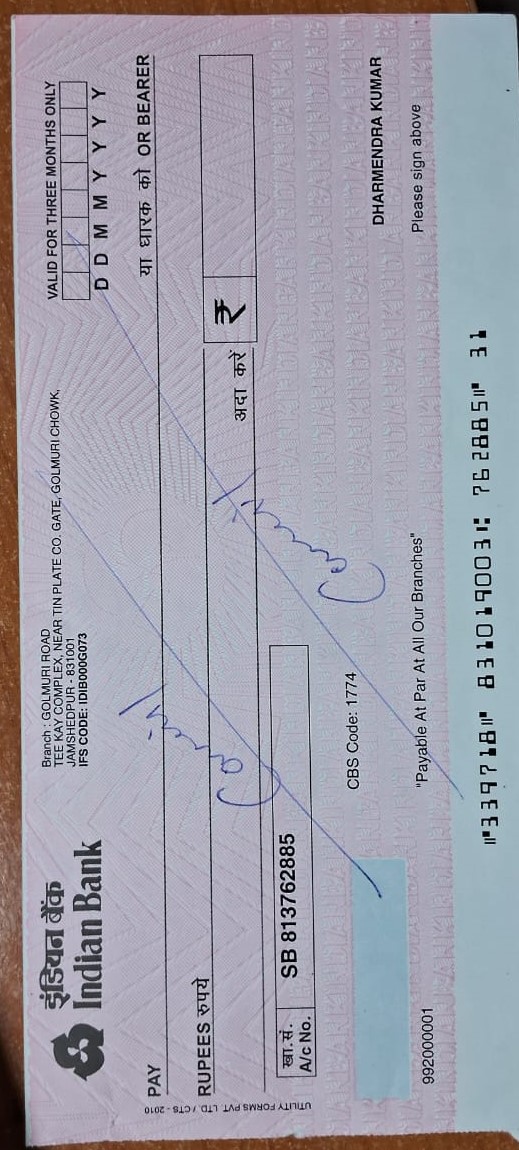 इंडियन बैंक
Indian Bank
Branch : GOLMURI ROAD
TEE KAY COMPLEX, NEAR TIN PLATE CO. GATE, GOLMURI CHOWK,
JAMSHEDPUR - 831001
IFS CODE: IDIB000G073
VALID FOR THREE MONTHS ONLY
D D M M Y Y Y Y
PAY
या धारक को OR BEARER
RUPEES रुपये
अदा करें ₹
खा.सं.
A/c No.
SB 813762885
UTILITY FORMS PVT. LTD. / CTS - 2010
CBS Code: 1774
DHARMENDRA KUMAR
992000001
"Payable At Par At All Our Branches"
Please sign above
⑈339718⑈ 831019003⑆ 762885⑈ 31